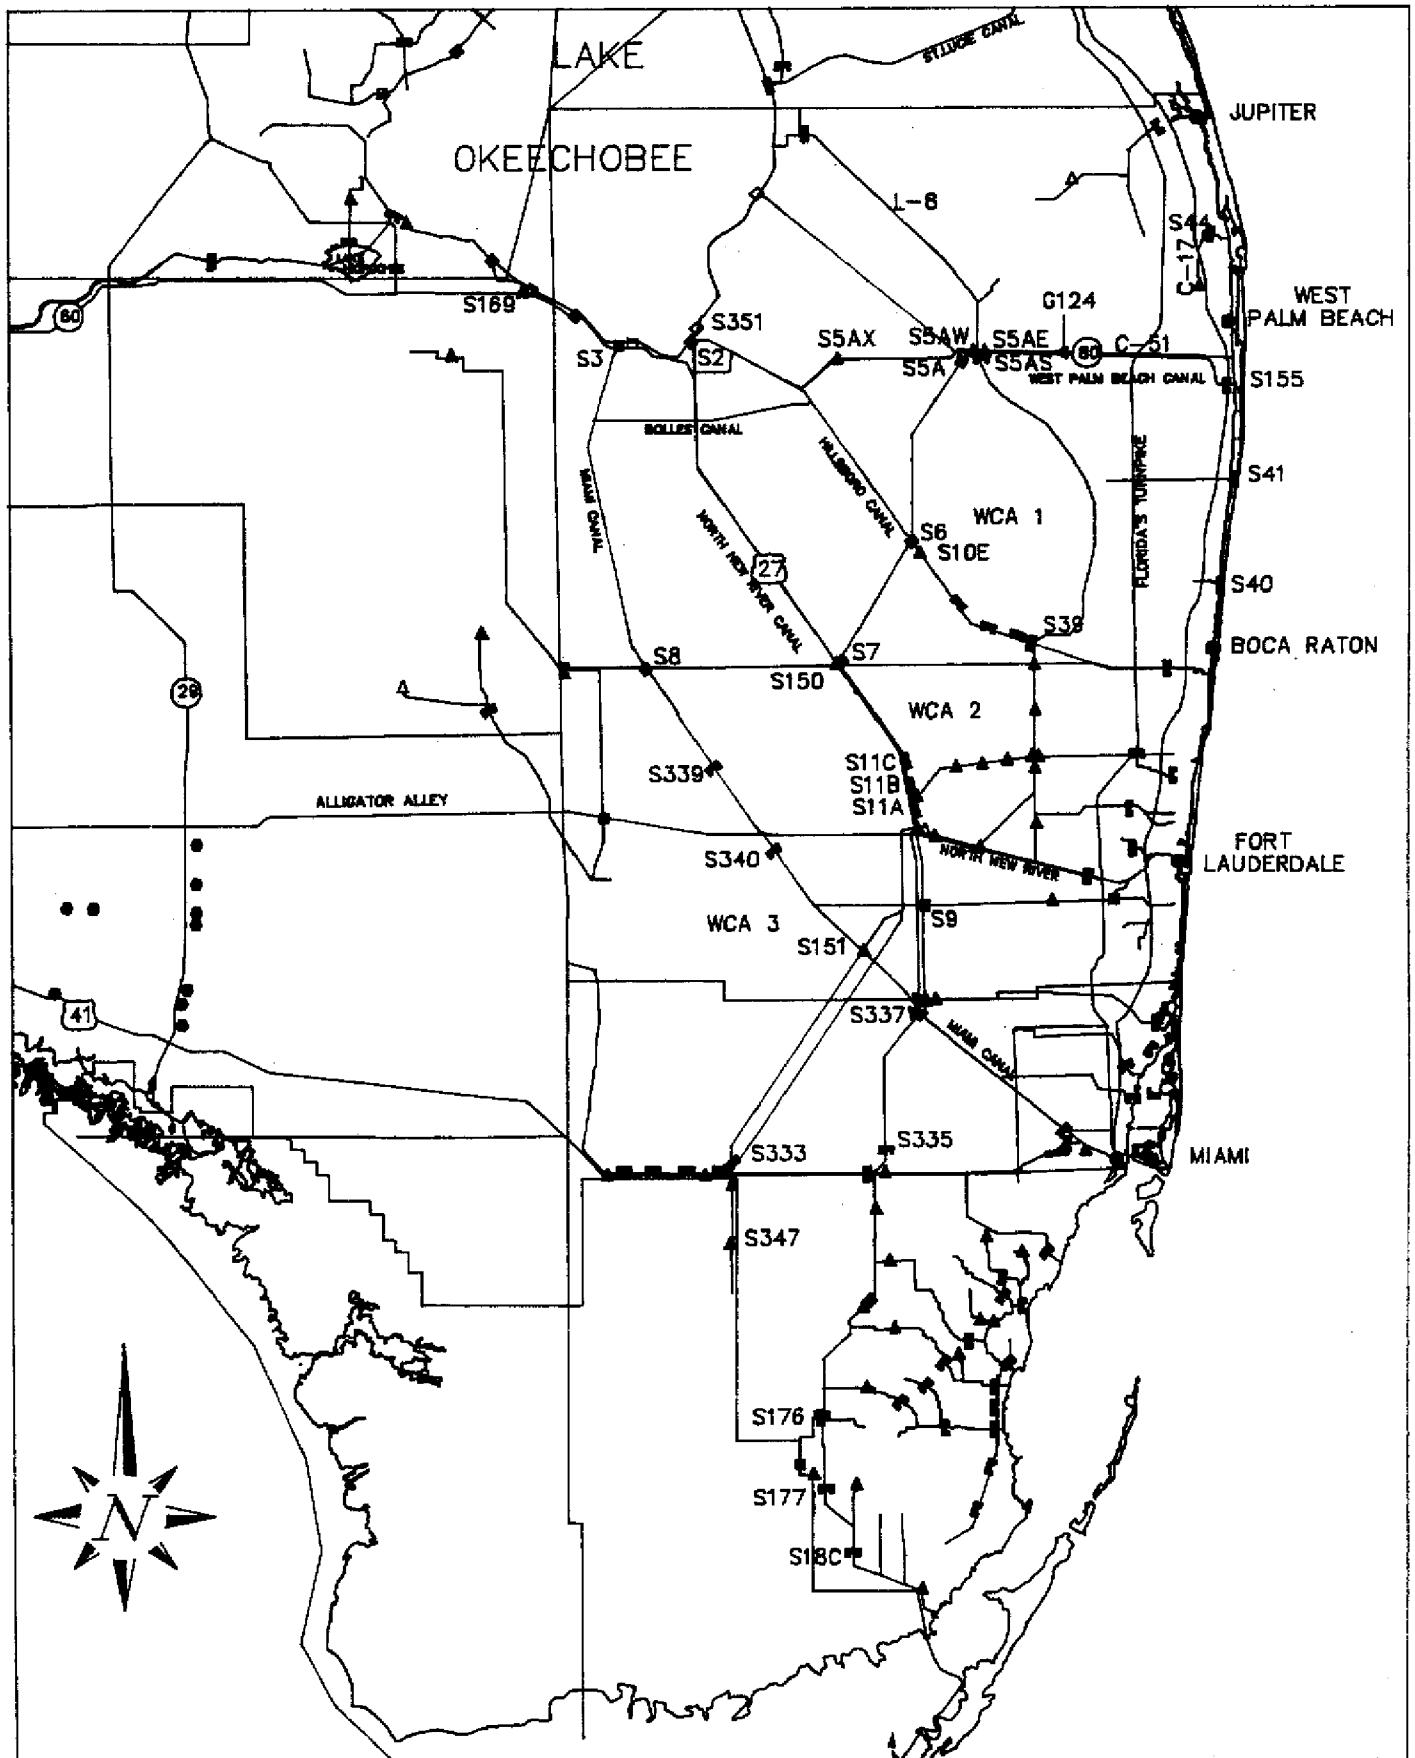 LAKE
ST.LUCIE CANAL
JUPITER
OKEECHOBEE
L-8
S44
C-17
80
S169
G124
WEST
PALM BEACH
S351
S5AX
S5AW
S5AE
80
C-51
S3
S2
S5A
S5AS
WEST PALM BEACH CANAL
S155
BOLLES CANAL
HILLSBORO CANAL
FLORIDA'S TURNPIKE
MIAMI CANAL
S41
NORTH NEW RIVER CANAL
WCA 1
S6
S10E
27
S40
S39
BOCA RATON
S8
S7
S150
29
WCA 2
S11C
S339
S11B
S11A
ALLIGATOR ALLEY
S340
NORTH NEW RIVER
FORT
LAUDERDALE
WCA 3
S9
S151
41
S337
MIAMI CANAL
S333
S335
MIAMI
S347
S176
S177
N
S18C